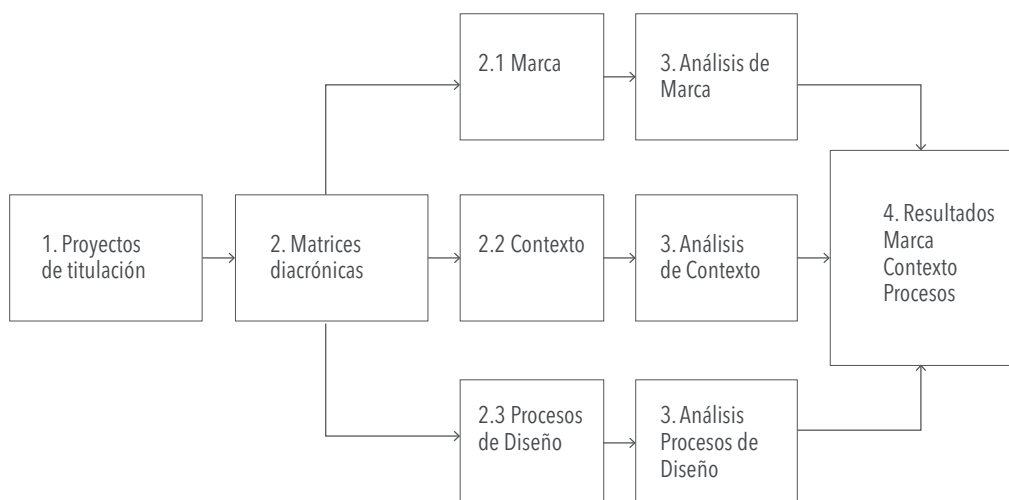 1. Proyectos
de titulación
2. Matrices
diacrónicas
2.1 Marca
3. Análisis de
Marca
2.2 Contexto
3. Análisis
de Contexto
2.3 Procesos
de Diseño
3. Análisis
Procesos de
Diseño
4. Resultados
Marca
Contexto
Procesos